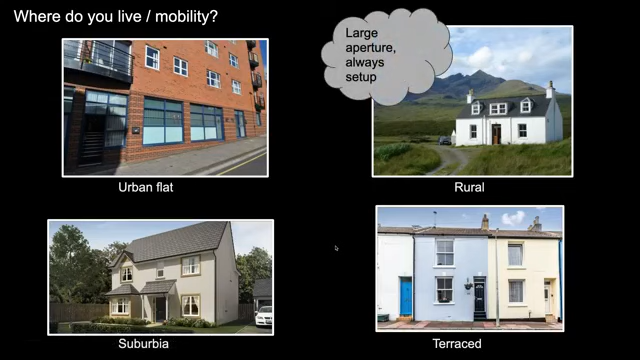 Where do you live / mobility?
Large
aperture,
always
setup
Urban flat
Rural
Suburbia
Terraced